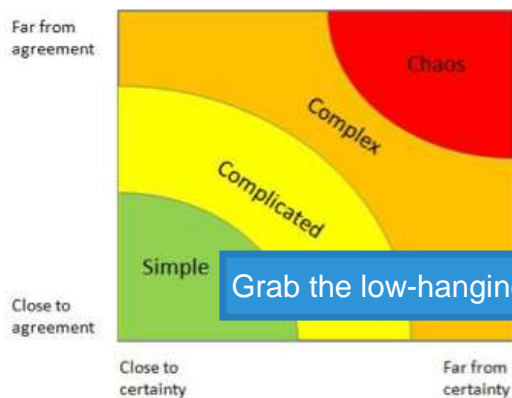 Far from
agreement
Chaos
Complex
Complicated
Simple
Grab the low-hanging
Close to
agreement
Close to
certainty
Far from
certainty